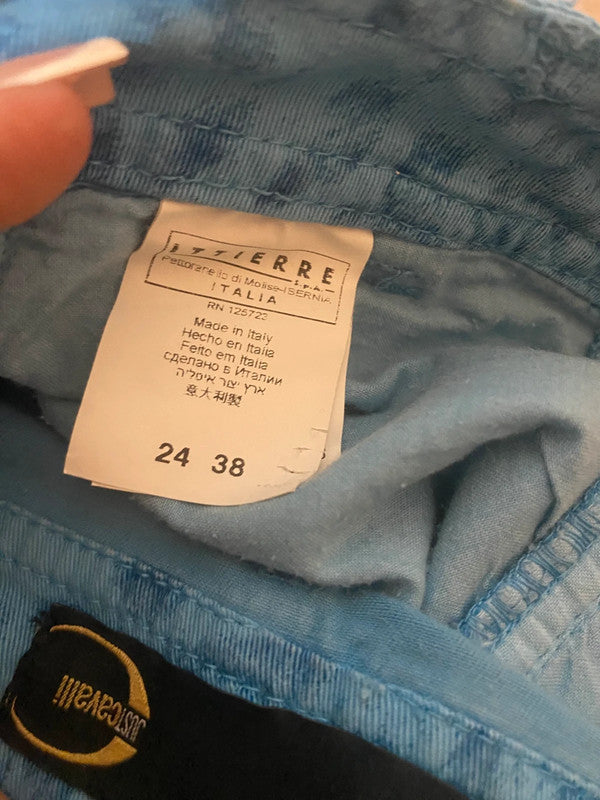 ITTIERRE
S.P.A.
Pettoranello di Molise-ISERNIA
ITALIA
RN 125722
Made in Italy
Hecho en Italia
Feito em Italia
сделано в Италии
ארץ יצור איטליה
意大利製
24 38
JUSTcavalli